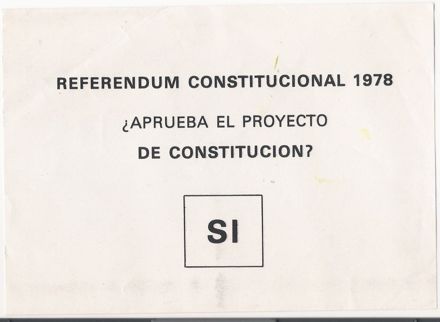 REFERENDUM CONSTITUCIONAL 1978
¿APRUEBA EL PROYECTO
DE CONSTITUCION?
SI